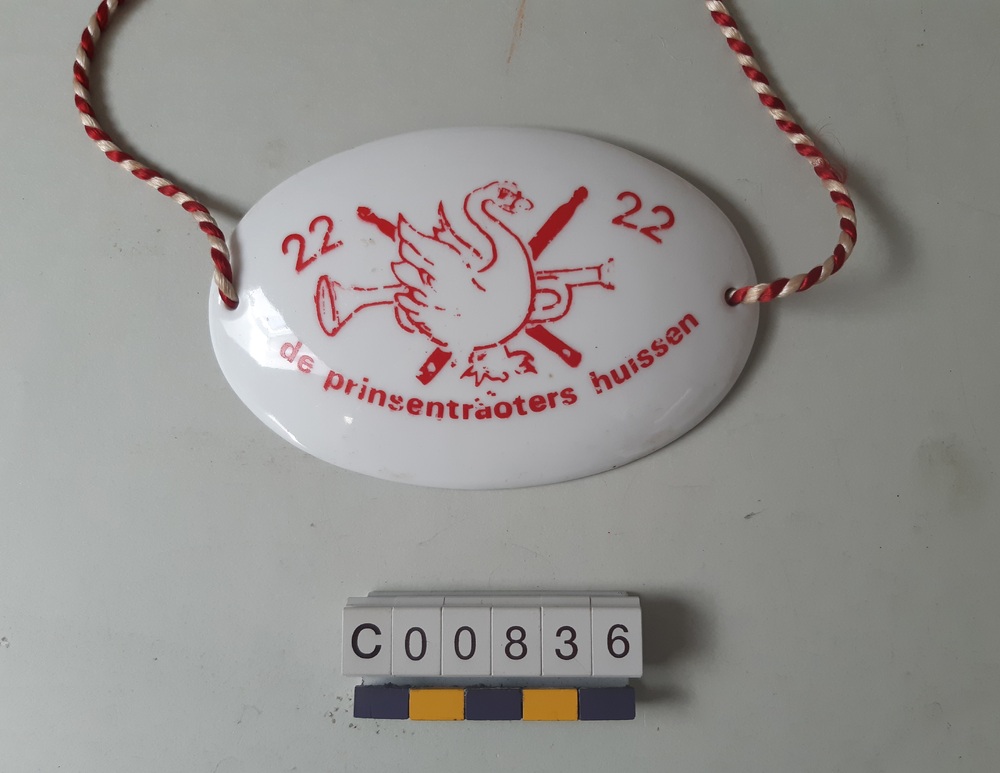 22 22
de prinsentraoters huissen
C00836